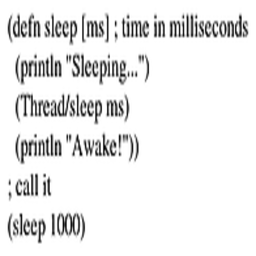 (defn sleep [ms] ; time in milliseconds
(println "Sleeping...")
(Thread/sleep ms)
(println "Awake!"))
; call it
(sleep 1000)